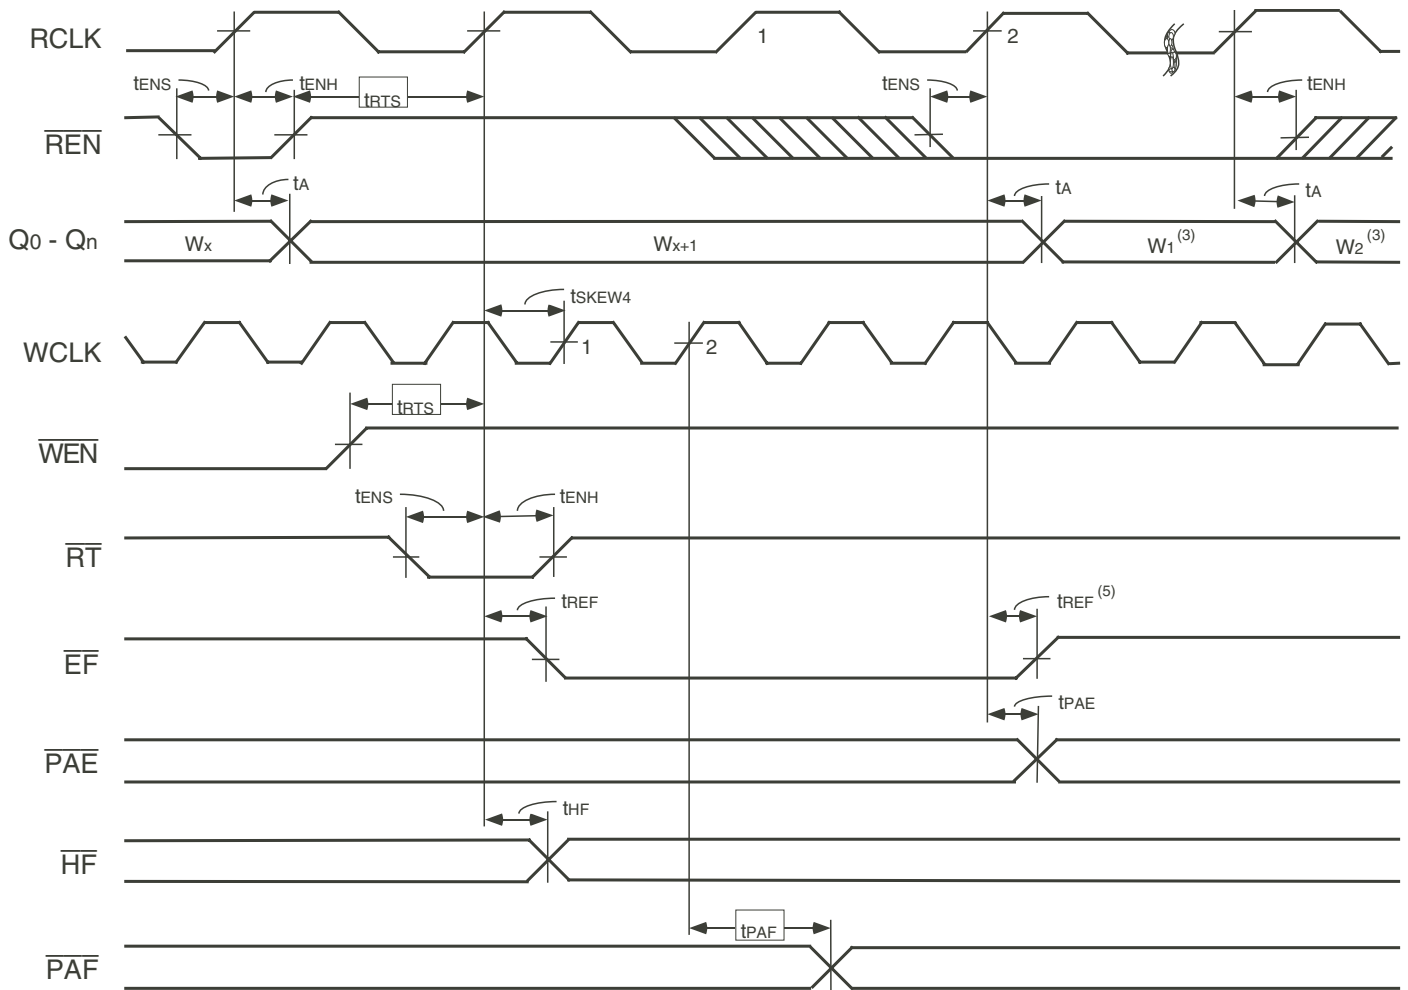 RCLK 1 2
tENS tENH tRTS tENS tENH
REN
tA tA tA
Q0 - Qn Wx Wx+1 W1 (3) W2 (3)
tSKEW4
WCLK 1 2
tRTS
WEN
tENS tENH
RT
tREF tREF (5)
EF
tPAE
PAE
tHF
HF
tPAF
PAF